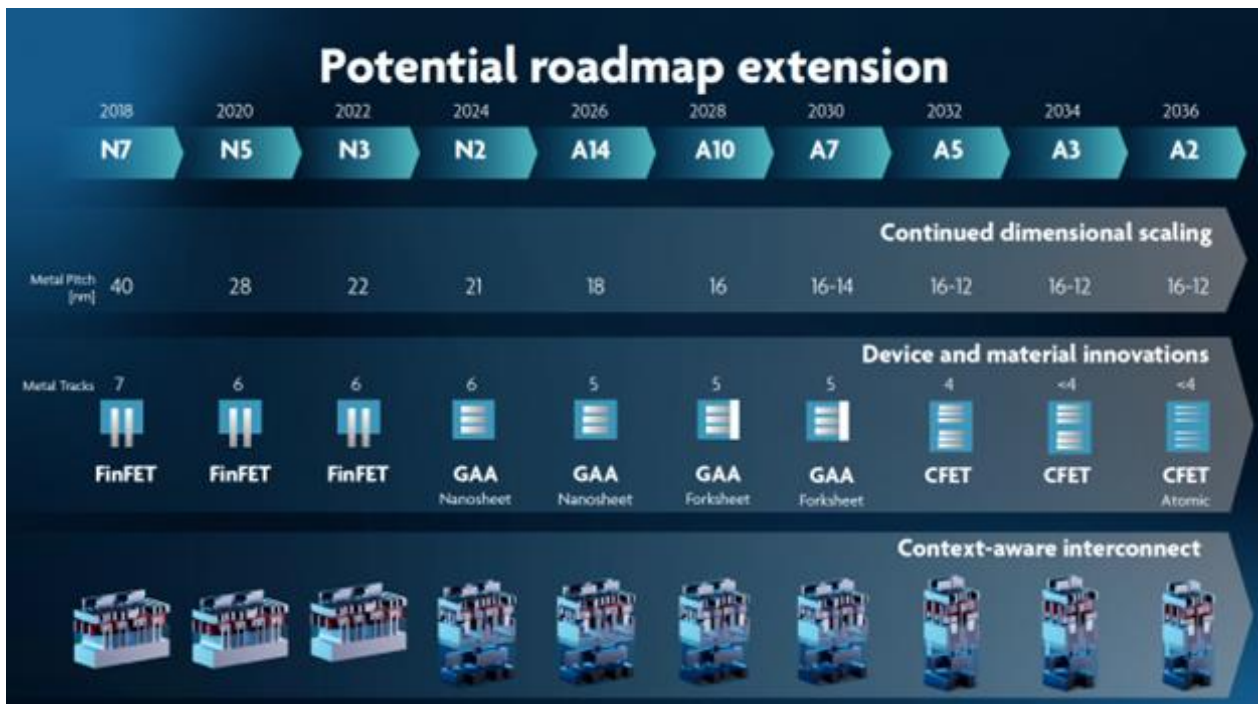 Potential roadmap extension
2018 2020 2022 2024 2026 2028 2030 2032 2034 2036
N7 N5 N3 N2 A14 A10 A7 A5 A3 A2
Continued dimensional scaling
Metal Pitch
[nm]
40 28 22 21 18 16 16-14 16-12 16-12 16-12
Device and material innovations
Metal Tracks 7 6 6 6 5 5 5 4 <4 <4
FinFET FinFET FinFET GAA GAA GAA GAA CFET CFET CFET
Nanosheet Nanosheet Forksheet Forksheet Atomic
Context-aware interconnect